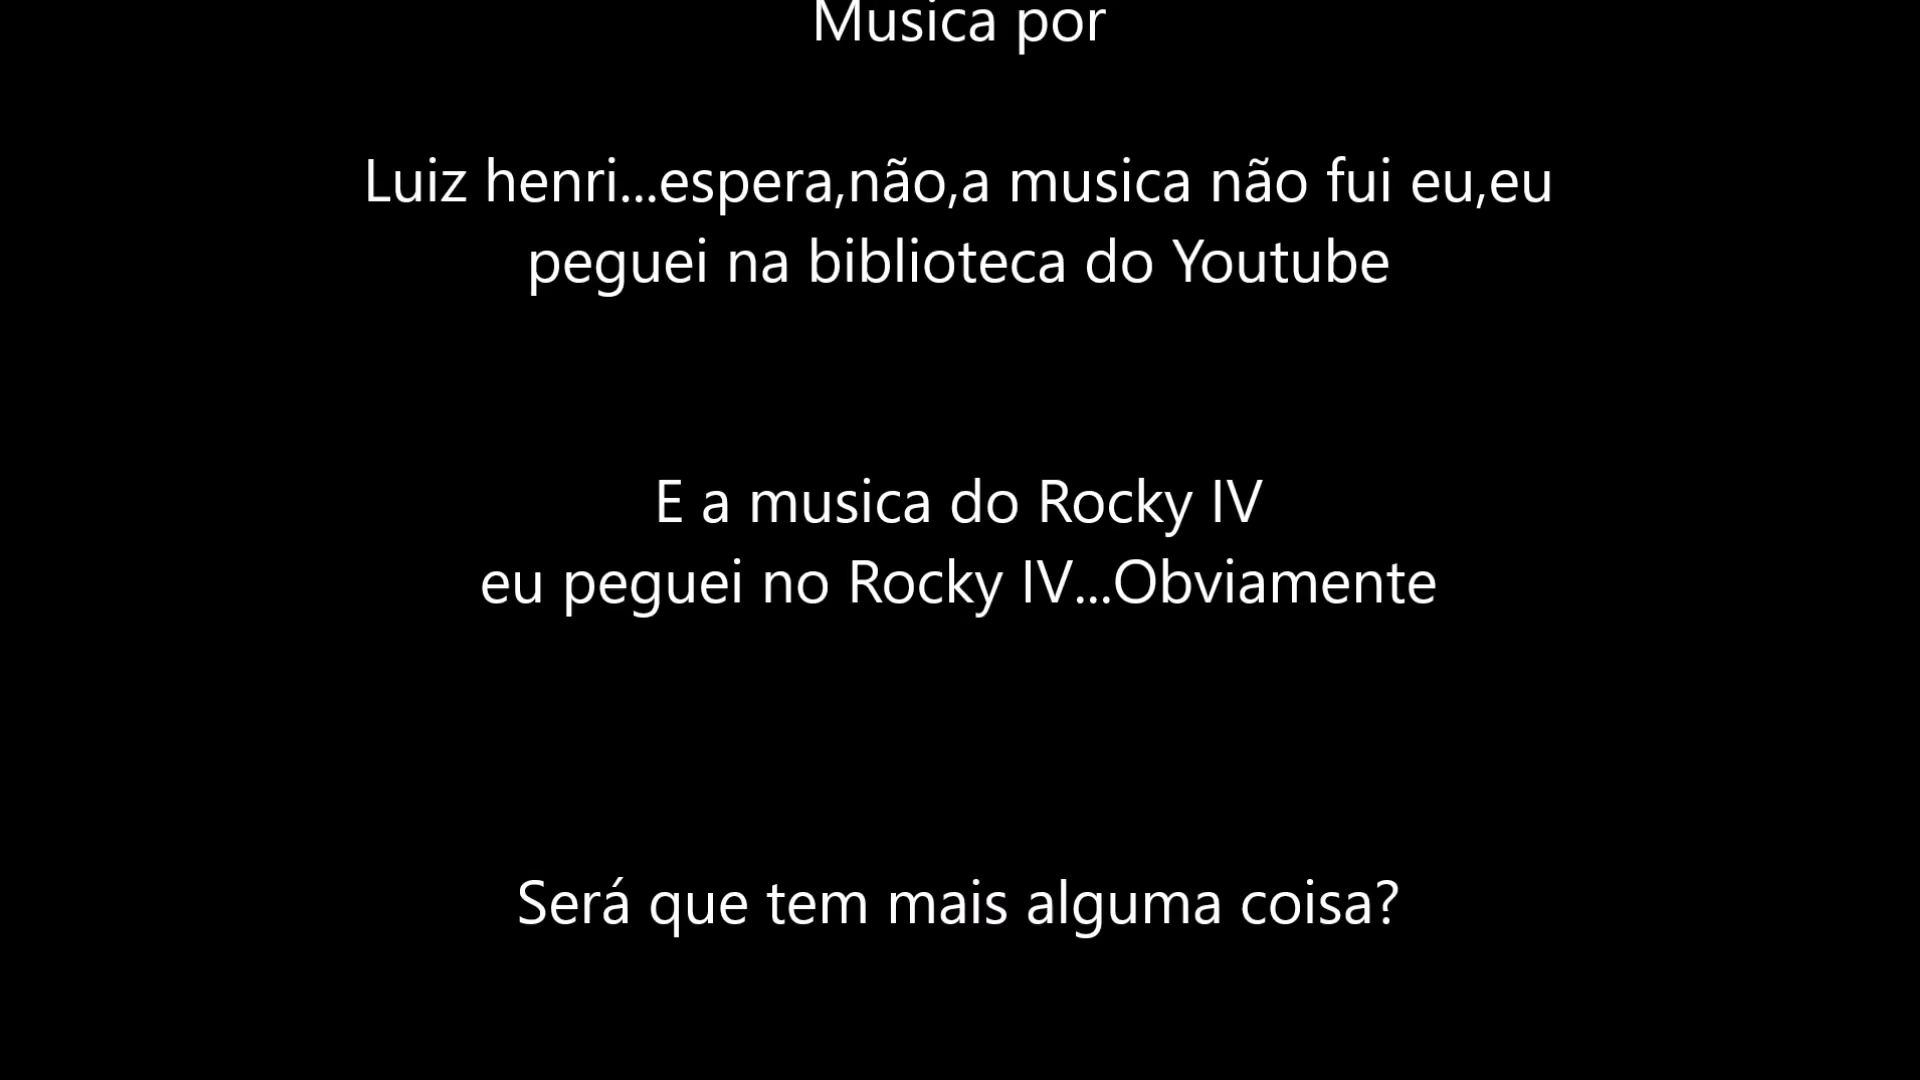 Musica por
Luiz henri...espera,não,a musica não fui eu,eu
peguei na biblioteca do Youtube
E a musica do Rocky IV
eu peguei no Rocky IV...Obviamente
Será que tem mais alguma coisa?